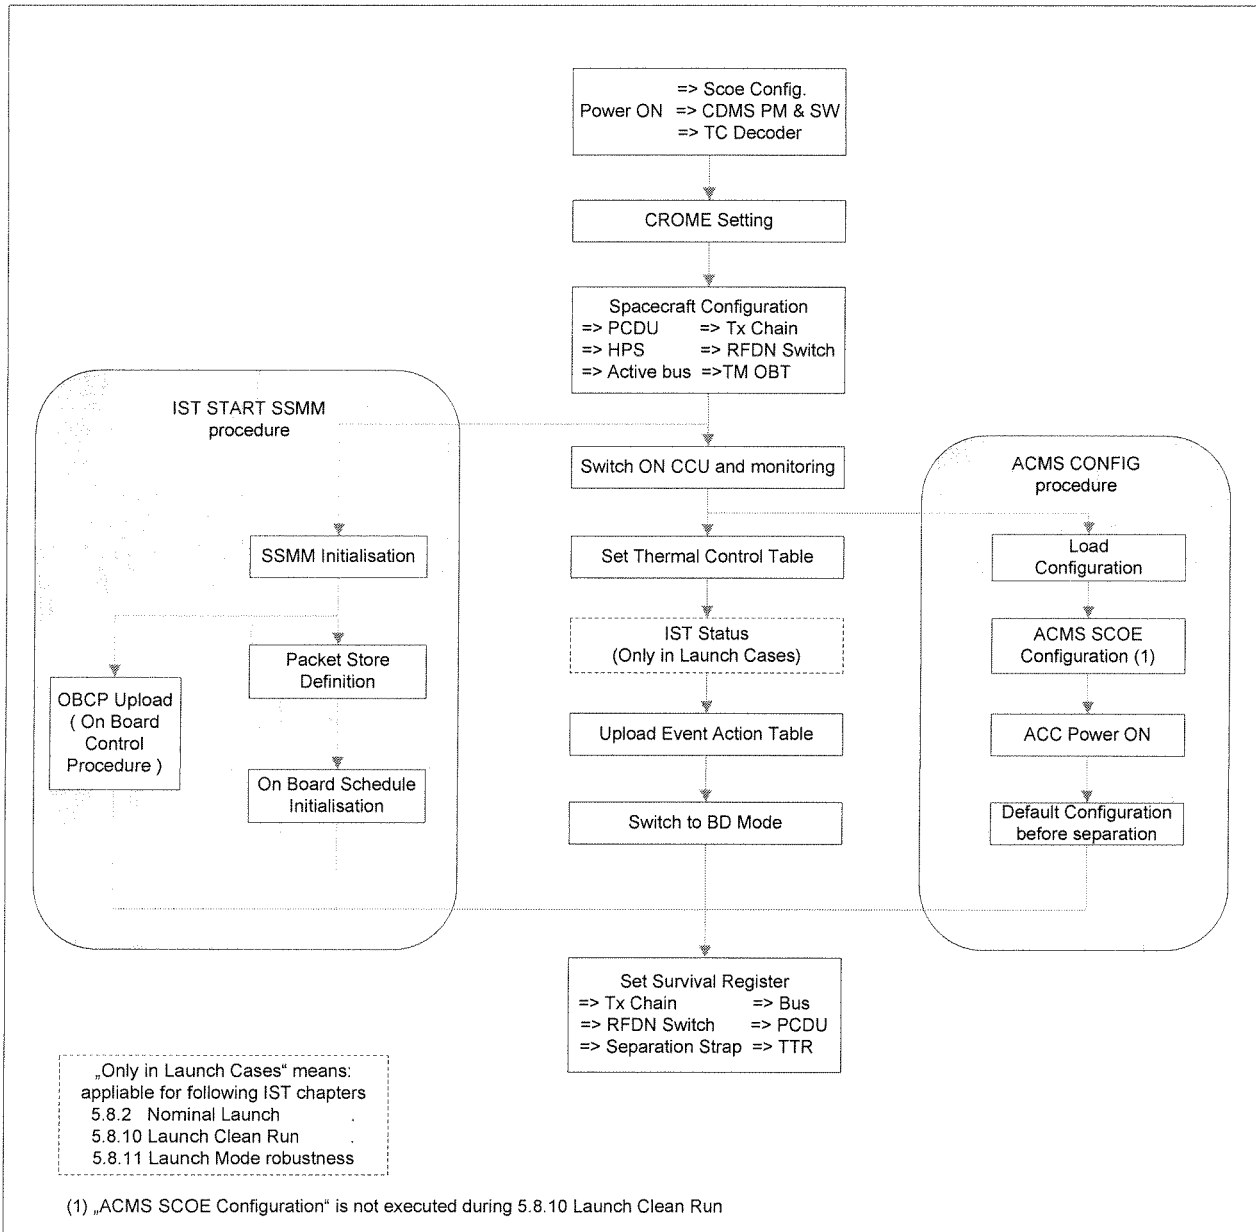 => Scoe Config.
Power ON => CDMS PM & SW
=> TC Decoder
CROME Setting
Spacecraft Configuration
=> PCDU => Tx Chain
=> HPS => RFDN Switch
=> Active bus =>TM OBT
IST START SSMM
procedure
Switch ON CCU and monitoring
ACMS CONFIG
procedure
SSMM Initialisation
Set Thermal Control Table
Load
Configuration
IST Status
(Only in Launch Cases)
ACMS SCOE
Configuration (1)
Packet Store
Definition
OBCP Upload
( On Board
Control
Procedure )
Upload Event Action Table
ACC Power ON
On Board Schedule
Initialisation
Switch to BD Mode
Default Configuration
before separation
Set Survival Register
=> Tx Chain => Bus
=> RFDN Switch => PCDU
=> Separation Strap => TTR
„Only in Launch Cases“ means:
appliable for following IST chapters
5.8.2 Nominal Launch
5.8.10 Launch Clean Run
5.8.11 Launch Mode robustness
(1) „ACMS SCOE Configuration“ is not executed during 5.8.10 Launch Clean Run